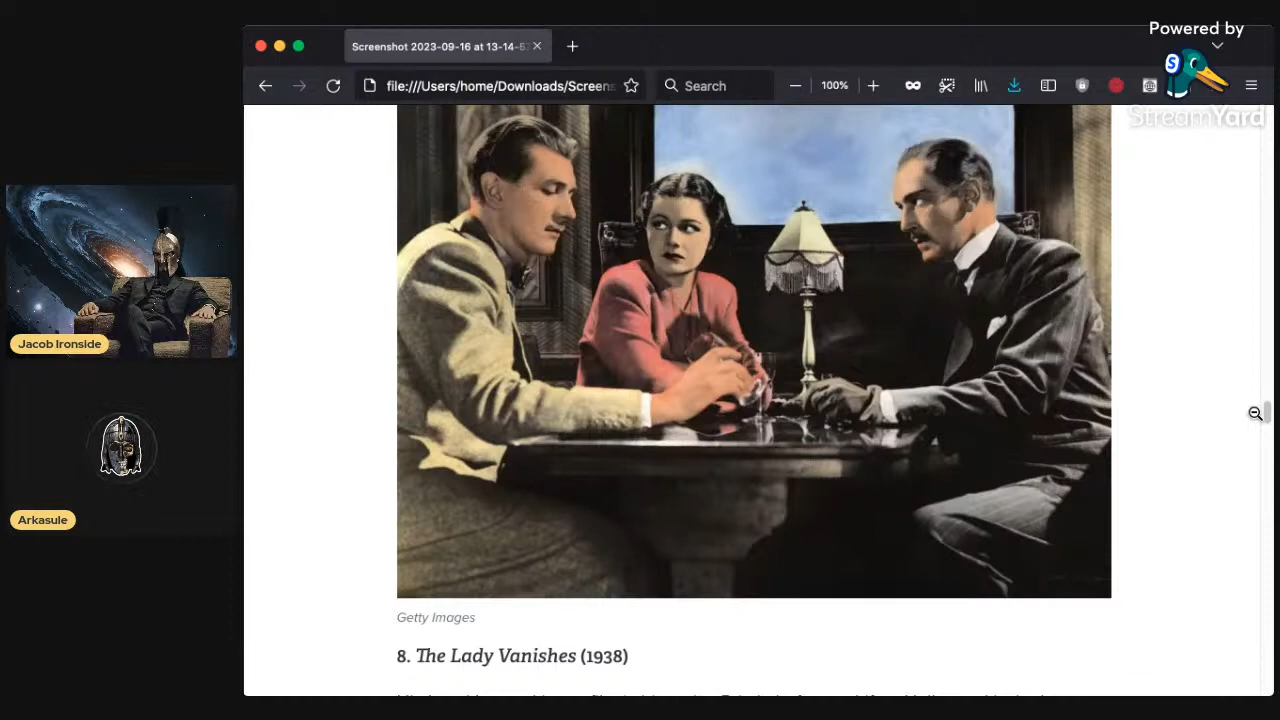 Powered by
StreamYard
Screenshot 2023-09-16 at 13-14-5
file:///Users/home/Downloads/Screens
Search
100%
Jacob Ironside
Arkasule
Getty Images
8. The Lady Vanishes (1938)